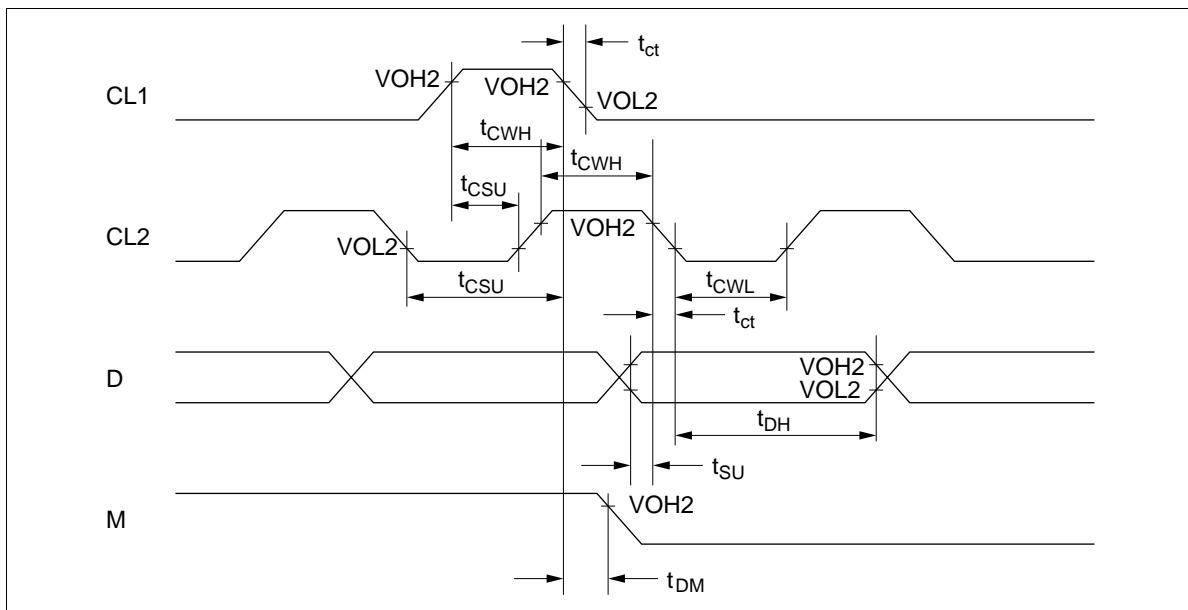 t_ct
VOH2 VOH2
CL1 VOL2
t_CWH
t_CWH
t_CSU
CL2 VOL2 VOH2
t_CSU t_CWL
t_ct
D VOH2
VOL2
t_DH
t_SU
M VOH2
t_DM